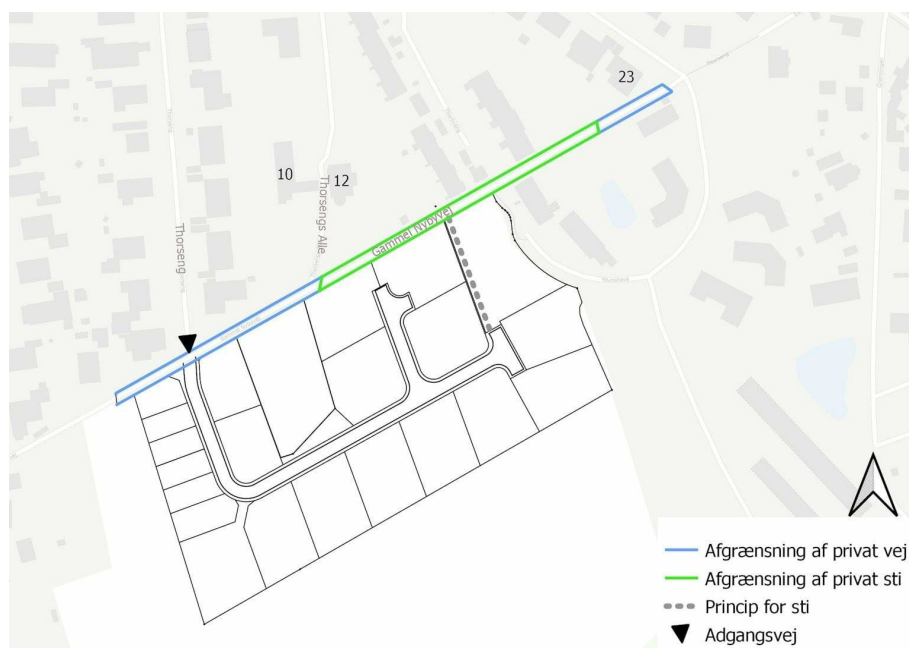 23
10
12
Thorsengs Alle
Gammel Nybyvej
Thorseng
Afgrænsning af privat vej
Afgrænsning af privat sti
Princip for sti
Adgangsvej